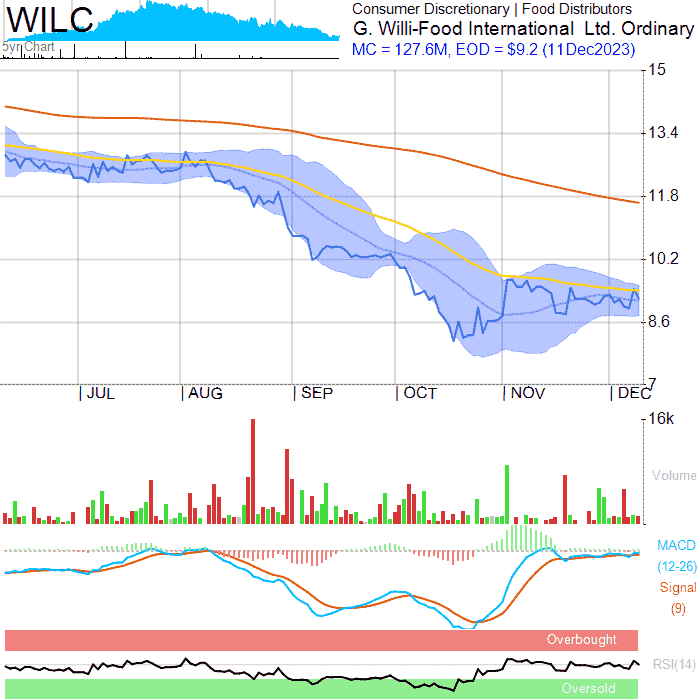 WILC
5yr Chart
Consumer Discretionary | Food Distributors
G. Willi-Food International Ltd. Ordinary
MC = 127.6M, EOD = $9.2 (11Dec2023)
15
13.4
11.8
10.2
8.6
7
JUL AUG SEP OCT NOV DEC
16k
Volume
MACD
(12-26)
Signal
(9)
Overbought
RSI(14)
Oversold